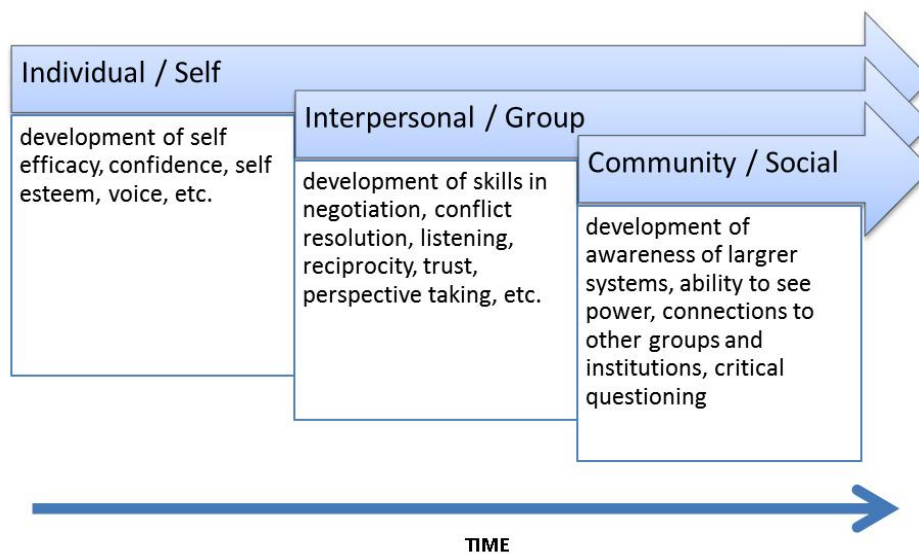 Individual / Self
development of self
efficacy, confidence, self
esteem, voice, etc.
Interpersonal / Group
development of skills in
negotiation, conflict
resolution, listening,
reciprocity, trust,
perspective taking, etc.
Community / Social
development of
awareness of largrer
systems, ability to see
power, connections to
other groups and
institutions, critical
questioning
TIME